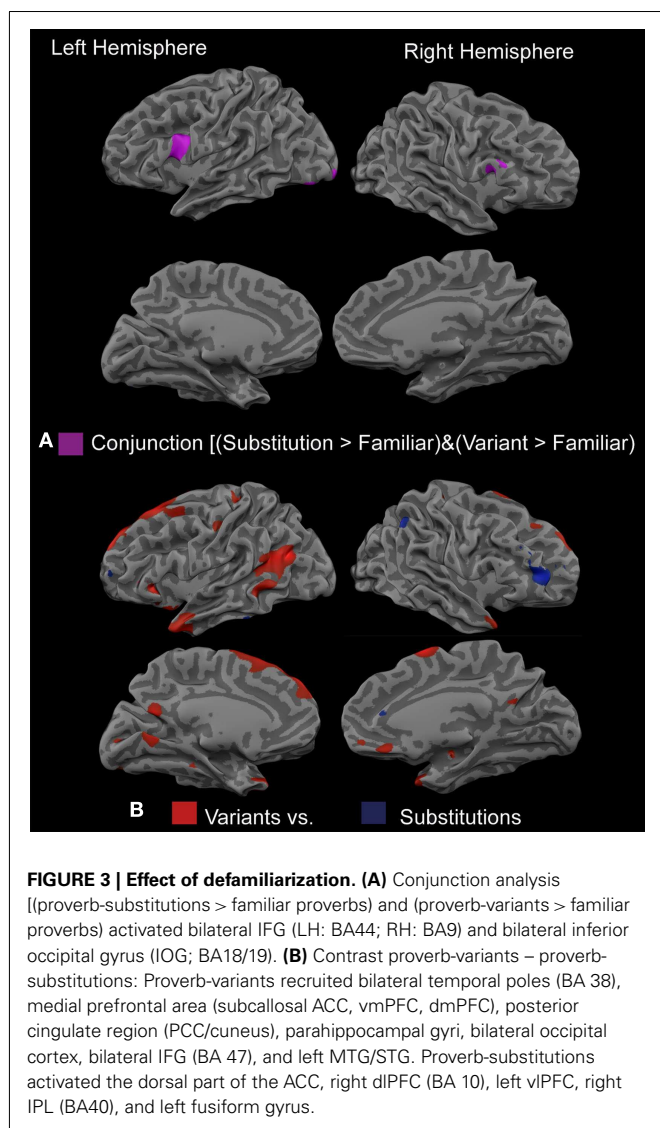 Left Hemisphere
Right Hemisphere
A Conjunction [(Substitution > Familiar)&(Variant > Familiar)
B Variants vs. Substitutions
FIGURE 3 | Effect of defamiliarization. (A) Conjunction analysis
[(proverb-substitutions > familiar proverbs) and (proverb-variants > familiar
proverbs) activated bilateral IFG (LH: BA44; RH: BA9) and bilateral inferior
occipital gyrus (IOG; BA18/19). (B) Contrast proverb-variants – proverb-
substitutions: Proverb-variants recruited bilateral temporal poles (BA 38),
medial prefrontal area (subcallosal ACC, vmPFC, dmPFC), posterior
cingulate region (PCC/cuneus), parahippocampal gyri, bilateral occipital
cortex, bilateral IFG (BA 47), and left MTG/STG. Proverb-substitutions
activated the dorsal part of the ACC, right dlPFC (BA 10), left vlPFC, right
IPL (BA40), and left fusiform gyrus.